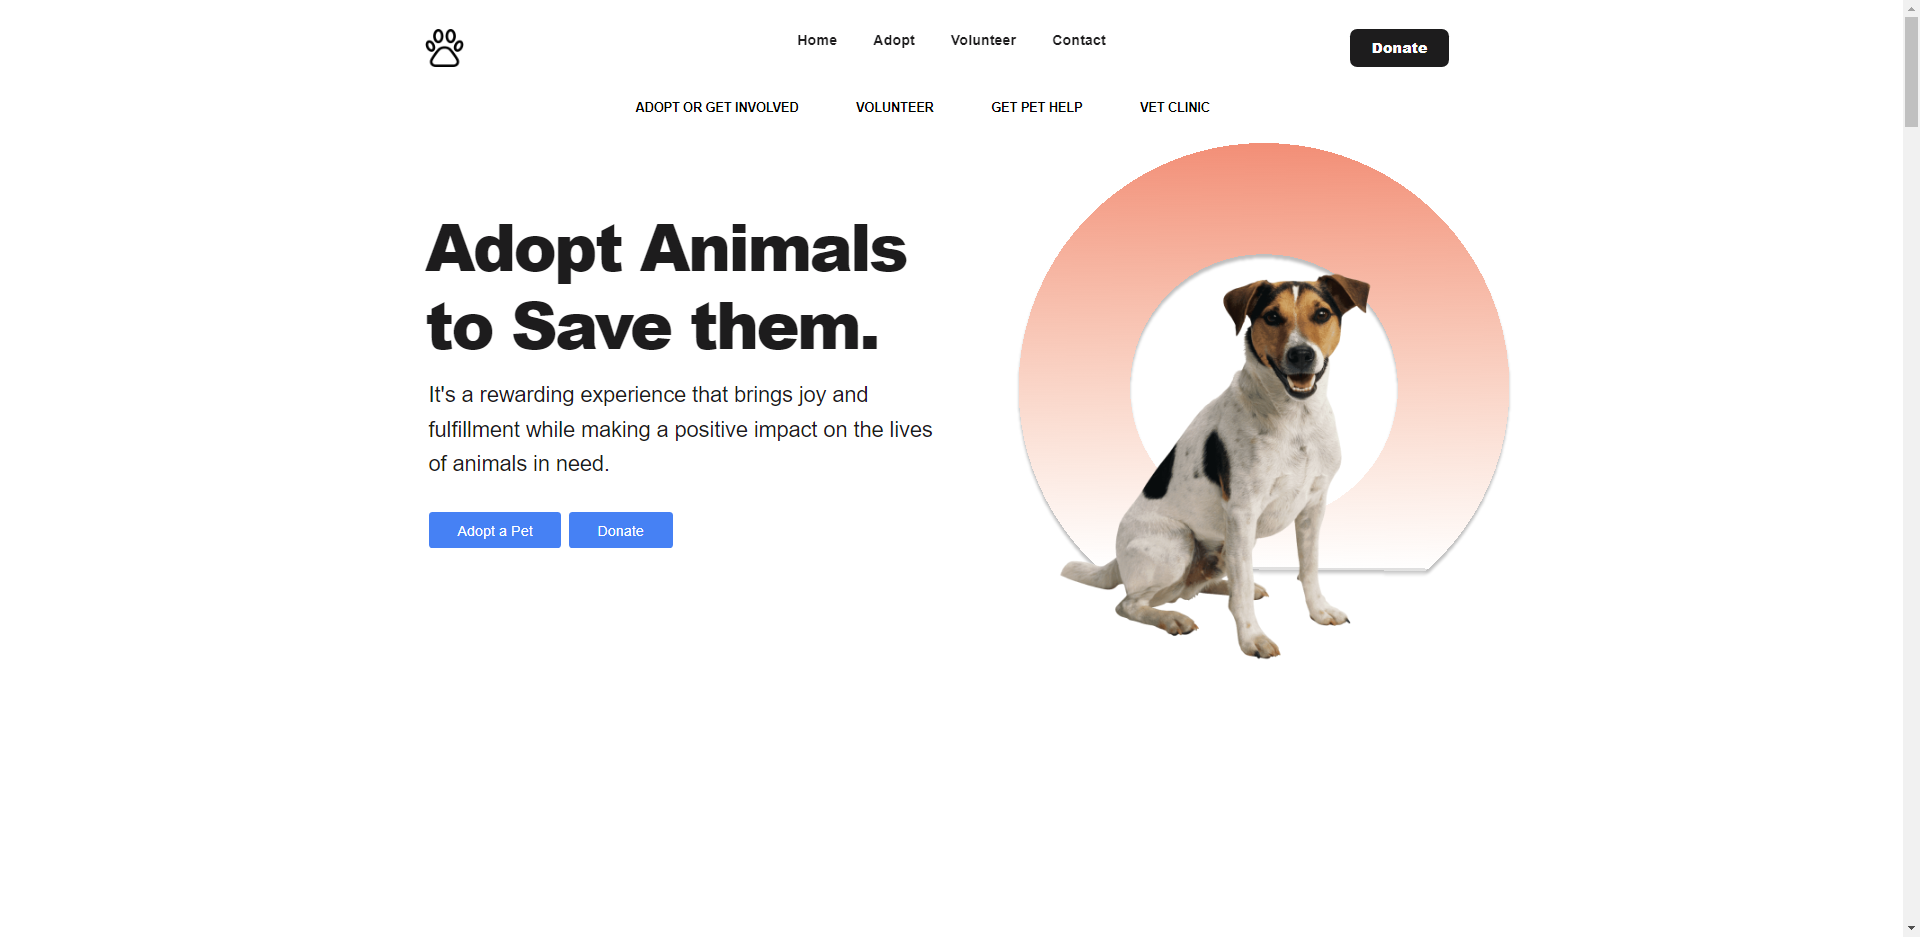 Home Adopt Volunteer Contact Donate
ADOPT OR GET INVOLVED VOLUNTEER GET PET HELP VET CLINIC
Adopt Animals
to Save them.
It's a rewarding experience that brings joy and
fulfillment while making a positive impact on the lives
of animals in need.
Adopt a Pet Donate